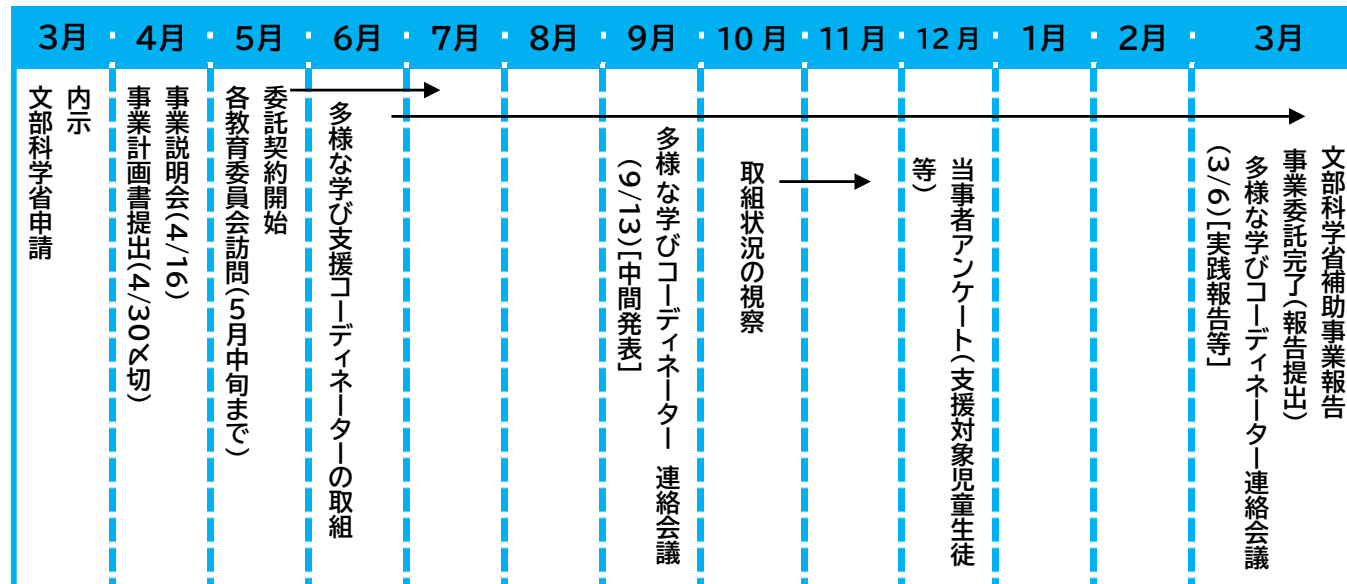 3月 4月 5月 6月 7月 8月 9月 10月 11月 12月 1月 2月 3月
内示
文部科学省申請
事業説明会(4/16)
事業計画書提出(4/30〆切)
委託契約開始
各教育委員会訪問(5月中旬まで)
多様な学び支援コーディネーターの取組
多様な学びコーディネーター連絡会議
(9/13)[中間発表]
取組状況の視察
当事者アンケート(支援対象児童生徒
等)
文部科学省補助事業報告
事業委託完了(報告提出)
多様な学びコーディネーター連絡会議
(3/6)[実践報告等]